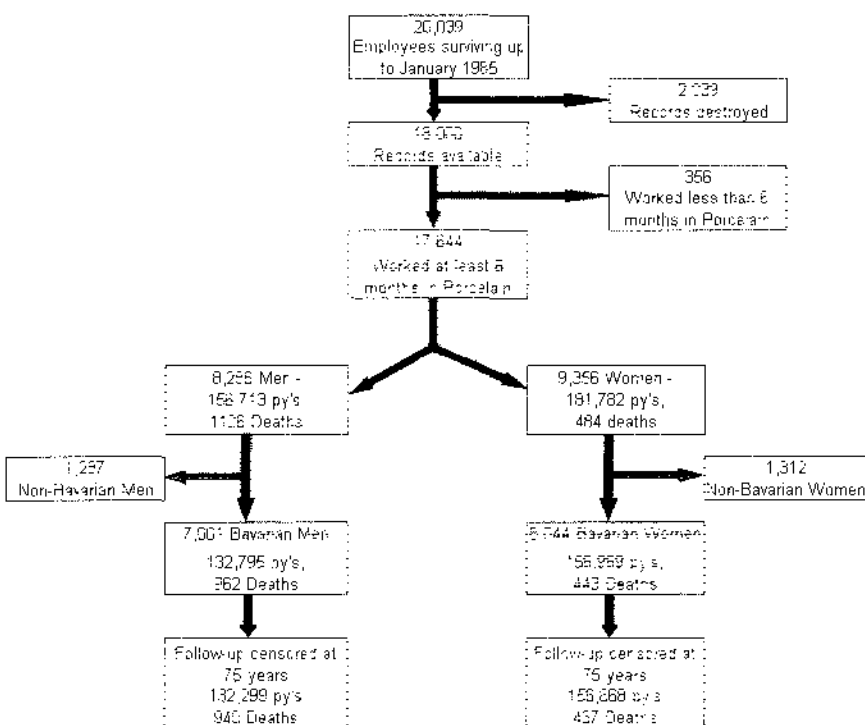 20,039
Employees surviving up
to January 1985
2,039
Records destroyed
18,000
Records available
356
Worked less than 6
months in Porcelain
17,644
Worked at least 6
months in Porcelain
8,288 Men -
py's,
Deaths
9,356 Women -
181,782 py's,
484 deaths
1,287
Non-Bavarian Men
1,312
Non-Bavarian Women
7,001 Bavarian Men
132,795 py's,
Deaths
8,044 Bavarian Women
py's,
443 Deaths
Follow-up censored at
75 years
132,299 py's
Deaths
Follow-up censored at
75 years
py's
437 Deaths